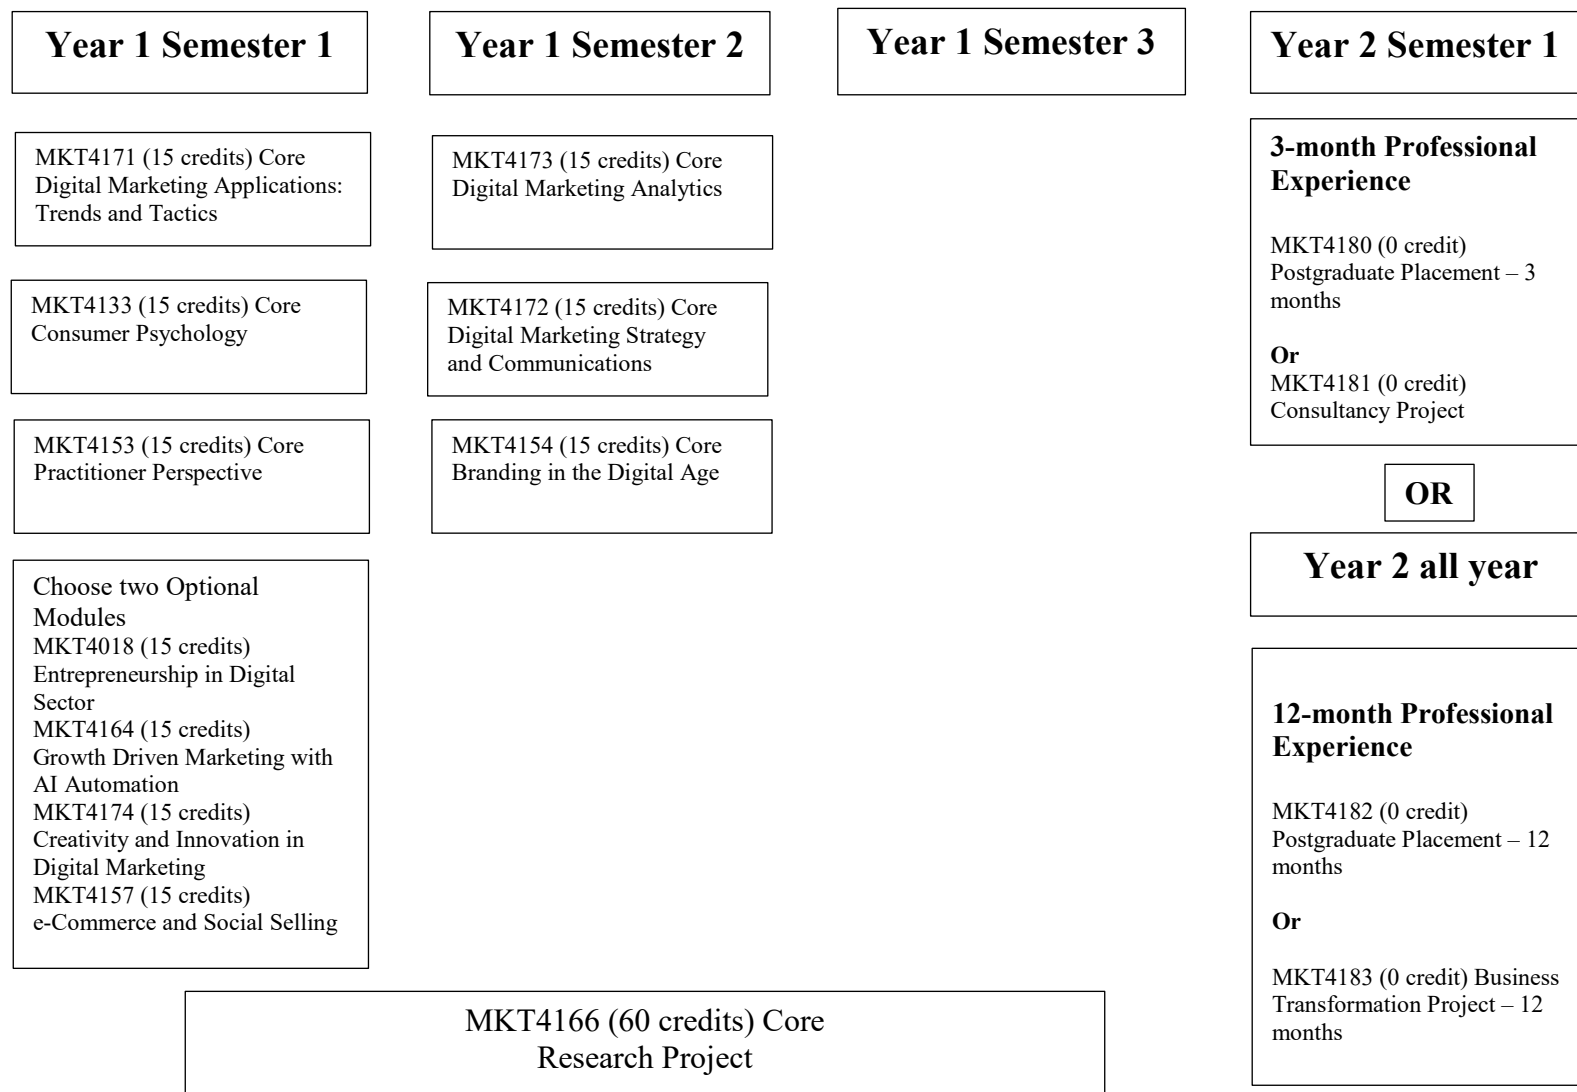 Year 1 Semester 1
MKT4171 (15 credits) Core
Digital Marketing Applications:
Trends and Tactics
MKT4133 (15 credits) Core
Consumer Psychology
MKT4153 (15 credits) Core
Practitioner Perspective
Choose two Optional
Modules
MKT4018 (15 credits)
Entrepreneurship in Digital
Sector
MKT4164 (15 credits)
Growth Driven Marketing with
AI Automation
MKT4174 (15 credits)
Creativity and Innovation in
Digital Marketing
MKT4157 (15 credits)
e-Commerce and Social Selling
Year 1 Semester 2
MKT4173 (15 credits) Core
Digital Marketing Analytics
MKT4172 (15 credits) Core
Digital Marketing Strategy
and Communications
MKT4154 (15 credits) Core
Branding in the Digital Age
Year 1 Semester 3
MKT4166 (60 credits) Core
Research Project
Year 2 Semester 1
3-month Professional
Experience
MKT4180 (0 credit)
Postgraduate Placement – 3
months
Or
MKT4181 (0 credit)
Consultancy Project
OR
Year 2 all year
12-month Professional
Experience
MKT4182 (0 credit)
Postgraduate Placement – 12
months
Or
MKT4183 (0 credit) Business
Transformation Project – 12
months